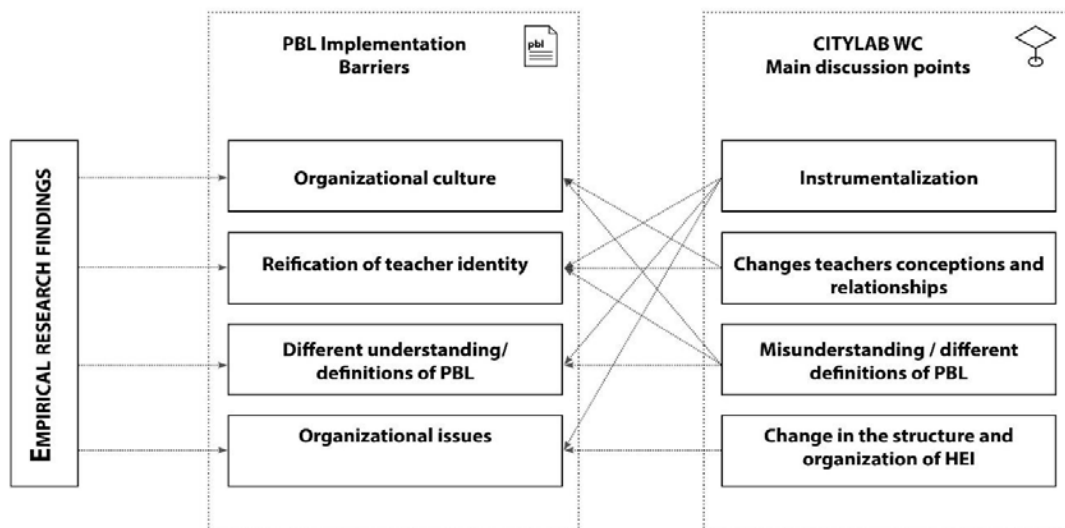 PBL Implementation
Barriers
pbl
CITYLAB WC
Main discussion points
EMPIRICAL RESEARCH FINDINGS
Organizational culture
Instrumentalization
Reification of teacher identity
Changes teachers conceptions and
relationships
Different understanding/
definitions of PBL
Misunderstanding / different
definitions of PBL
Organizational issues
Change in the structure and
organization of HEI